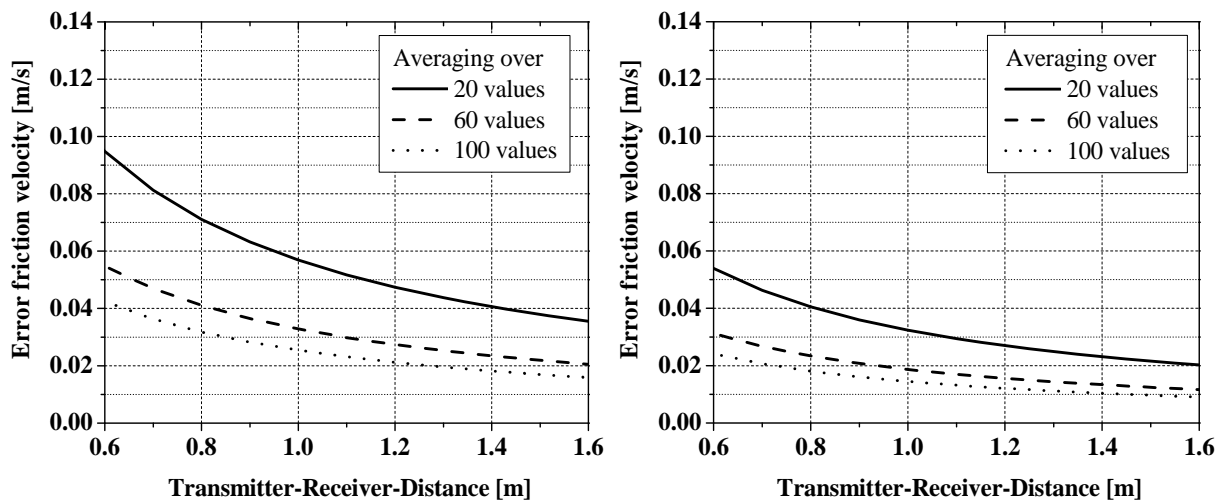 Error friction velocity [m/s]
0.14
0.12
0.10
0.08
0.06
0.04
0.02
0.00
Averaging over
20 values
60 values
100 values
0.6 0.8 1.0 1.2 1.4 1.6
Transmitter-Receiver-Distance [m]
Error friction velocity [m/s]
0.14
0.12
0.10
0.08
0.06
0.04
0.02
0.00
Averaging over
20 values
60 values
100 values
0.6 0.8 1.0 1.2 1.4 1.6
Transmitter-Receiver-Distance [m]